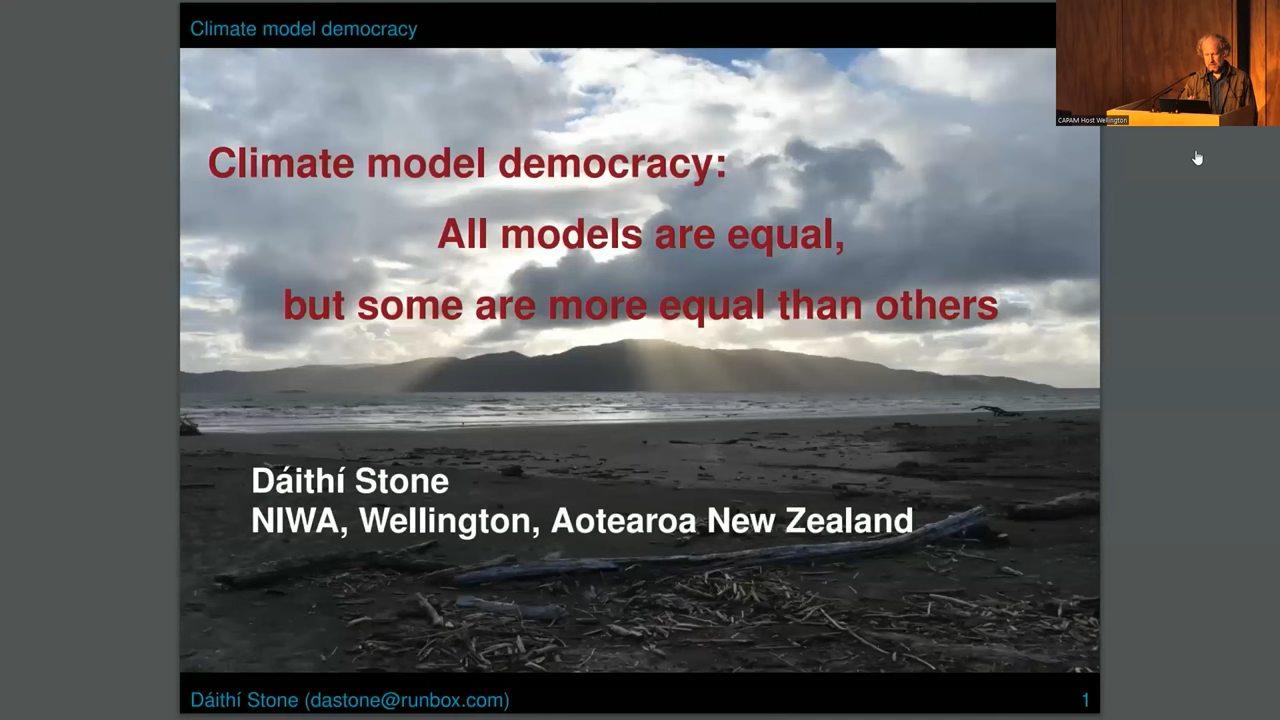 Climate model democracy
CAPAM Host Wellington
Climate model democracy:
All models are equal,
but some are more equal than others
Dáithí Stone
NIWA, Wellington, Aotearoa New Zealand
Dáithí Stone (dastone@runbox.com)
1